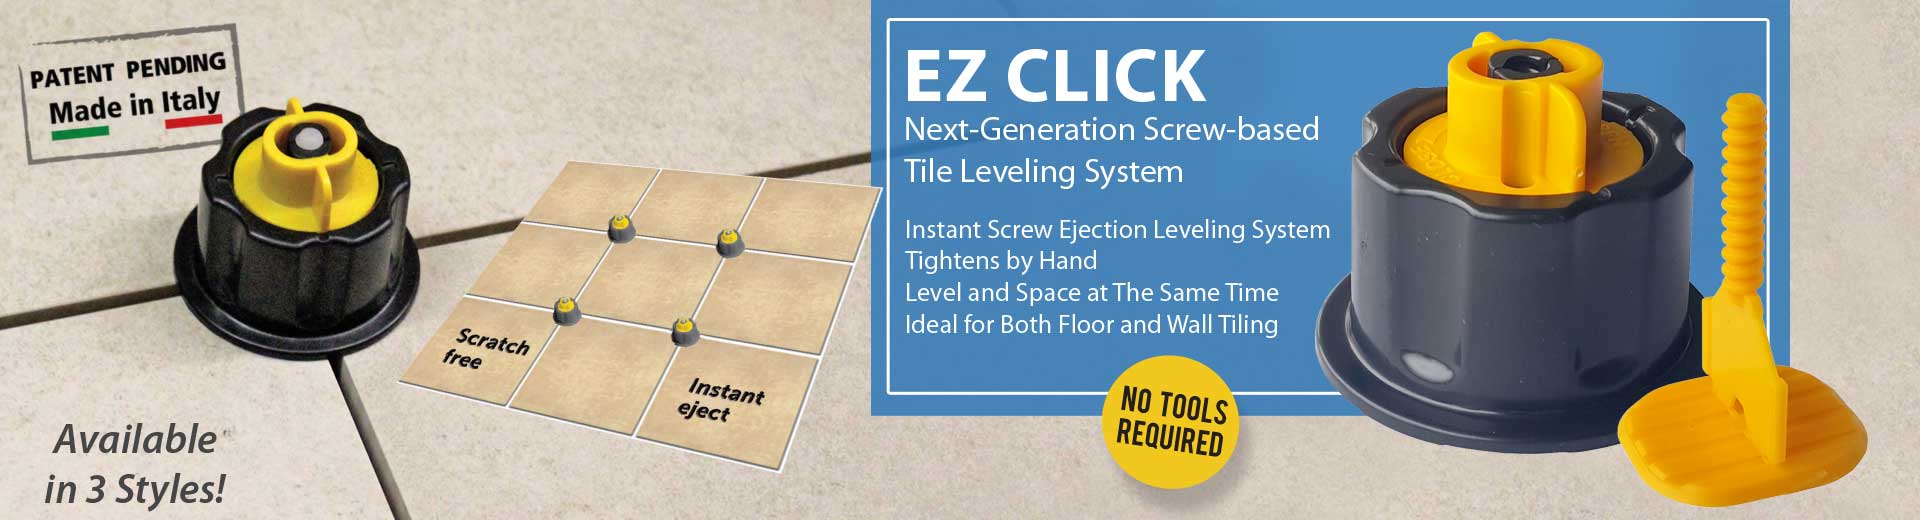 PATENT PENDING
Made in Italy
Scratch
free
Instant
eject
Available
in 3 Styles!
EZ CLICK
Next-Generation Screw-based
Tile Leveling System
Instant Screw Ejection Leveling System
Tightens by Hand
Level and Space at The Same Time
Ideal for Both Floor and Wall Tiling
NO TOOLS
REQUIRED